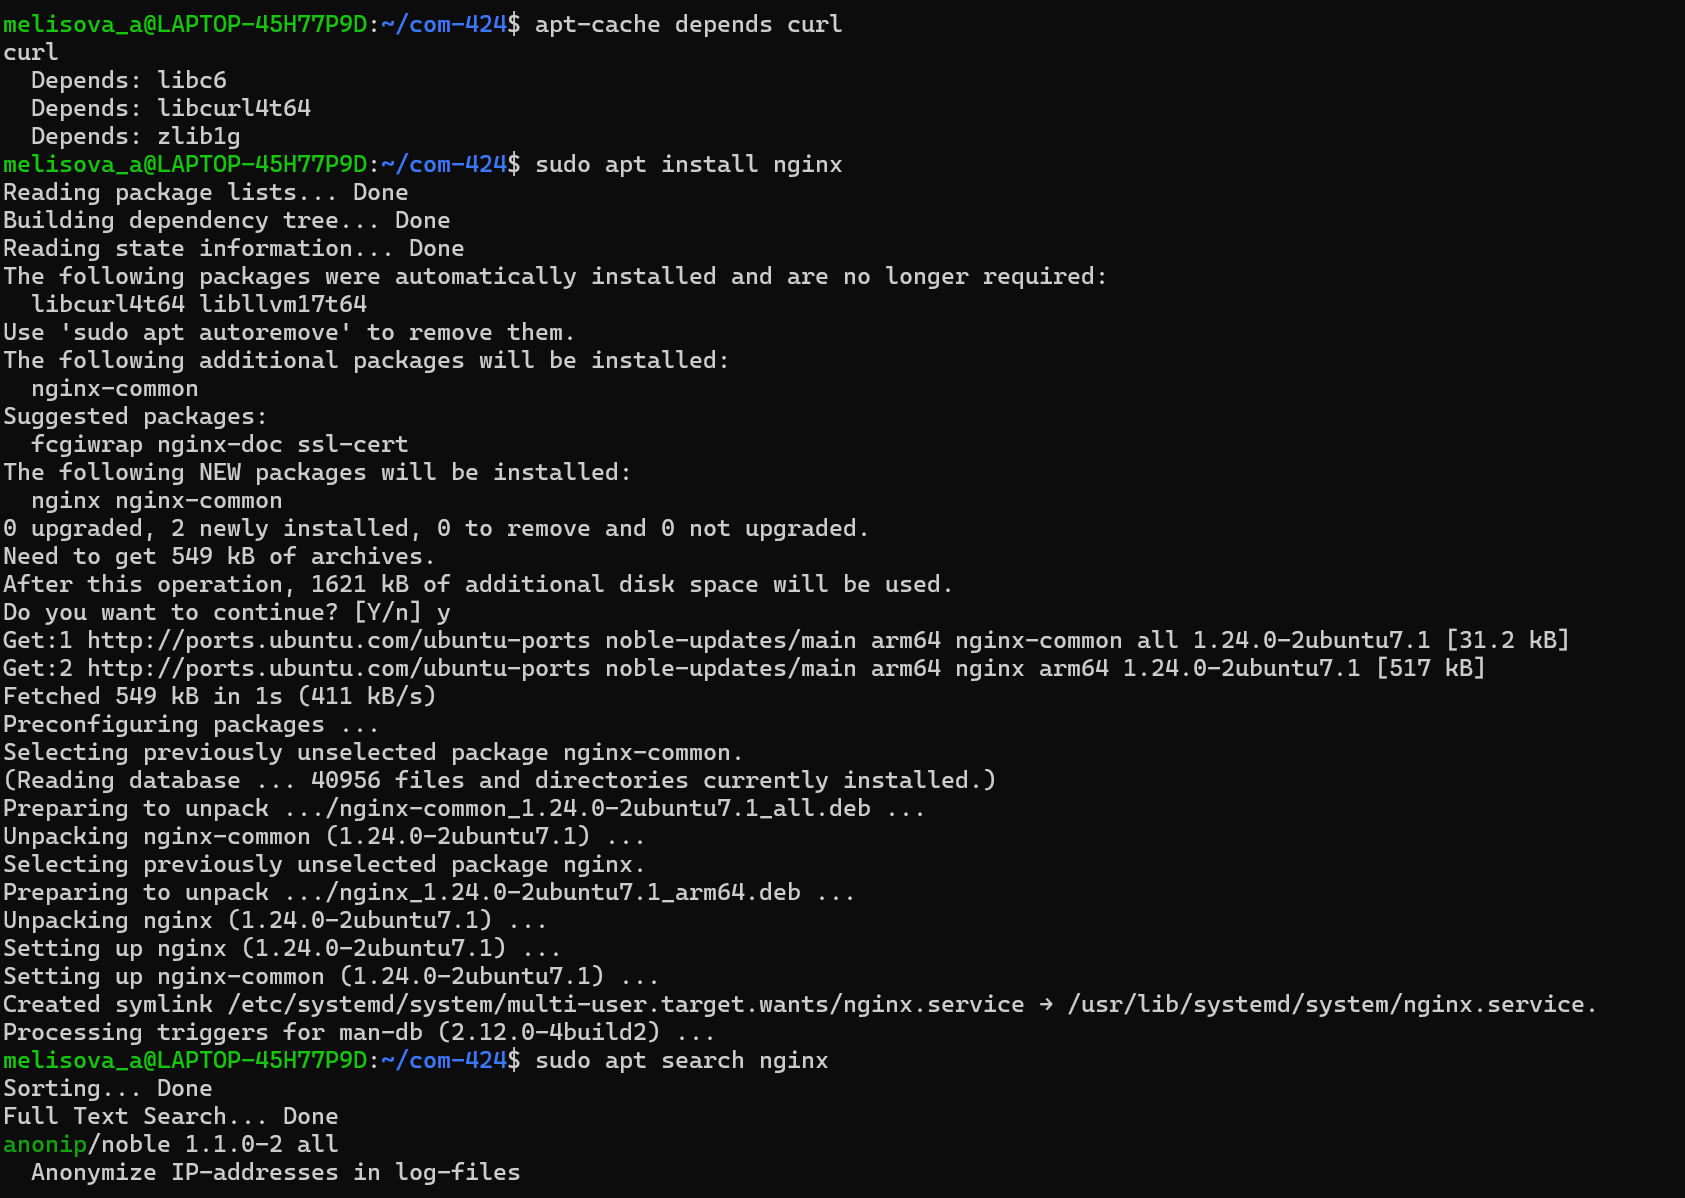 melisova_a@LAPTOP-45H77P9D:~/com-424$ apt-cache depends curl
curl
  Depends: libc6
  Depends: libcurl4t64
  Depends: zlib1g
melisova_a@LAPTOP-45H77P9D:~/com-424$ sudo apt install nginx
Reading package lists... Done
Building dependency tree... Done
Reading state information... Done
The following packages were automatically installed and are no longer required:
  libcurl4t64 libllvm17t64
Use 'sudo apt autoremove' to remove them.
The following additional packages will be installed:
  nginx-common
Suggested packages:
  fcgiwrap nginx-doc ssl-cert
The following NEW packages will be installed:
  nginx nginx-common
0 upgraded, 2 newly installed, 0 to remove and 0 not upgraded.
Need to get 549 kB of archives.
After this operation, 1621 kB of additional disk space will be used.
Do you want to continue? [Y/n] y
Get:1 http://ports.ubuntu.com/ubuntu-ports noble-updates/main arm64 nginx-common all 1.24.0-2ubuntu7.1 [31.2 kB]
Get:2 http://ports.ubuntu.com/ubuntu-ports noble-updates/main arm64 nginx arm64 1.24.0-2ubuntu7.1 [517 kB]
Fetched 549 kB in 1s (411 kB/s)
Preconfiguring packages ...
Selecting previously unselected package nginx-common.
(Reading database ... 40956 files and directories currently installed.)
Preparing to unpack .../nginx-common_1.24.0-2ubuntu7.1_all.deb ...
Unpacking nginx-common (1.24.0-2ubuntu7.1) ...
Selecting previously unselected package nginx.
Preparing to unpack .../nginx_1.24.0-2ubuntu7.1_arm64.deb ...
Unpacking nginx (1.24.0-2ubuntu7.1) ...
Setting up nginx (1.24.0-2ubuntu7.1) ...
Setting up nginx-common (1.24.0-2ubuntu7.1) ...
Created symlink /etc/systemd/system/multi-user.target.wants/nginx.service → /usr/lib/systemd/system/nginx.service.
Processing triggers for man-db (2.12.0-4build2) ...
melisova_a@LAPTOP-45H77P9D:~/com-424$ sudo apt search nginx
Sorting... Done
Full Text Search... Done
anonip/noble 1.1.0-2 all
  Anonymize IP-addresses in log-files